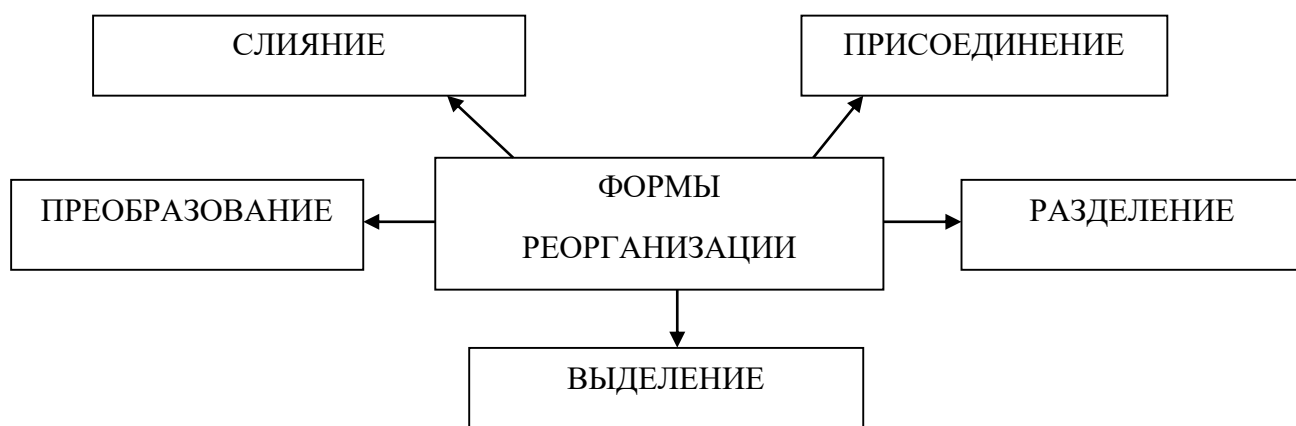 СЛИЯНИЕ
ПРИСОЕДИНЕНИЕ
ФОРМЫ
РЕОРГАНИЗАЦИИ
ПРЕОБРАЗОВАНИЕ
РАЗДЕЛЕНИЕ
ВЫДЕЛЕНИЕ